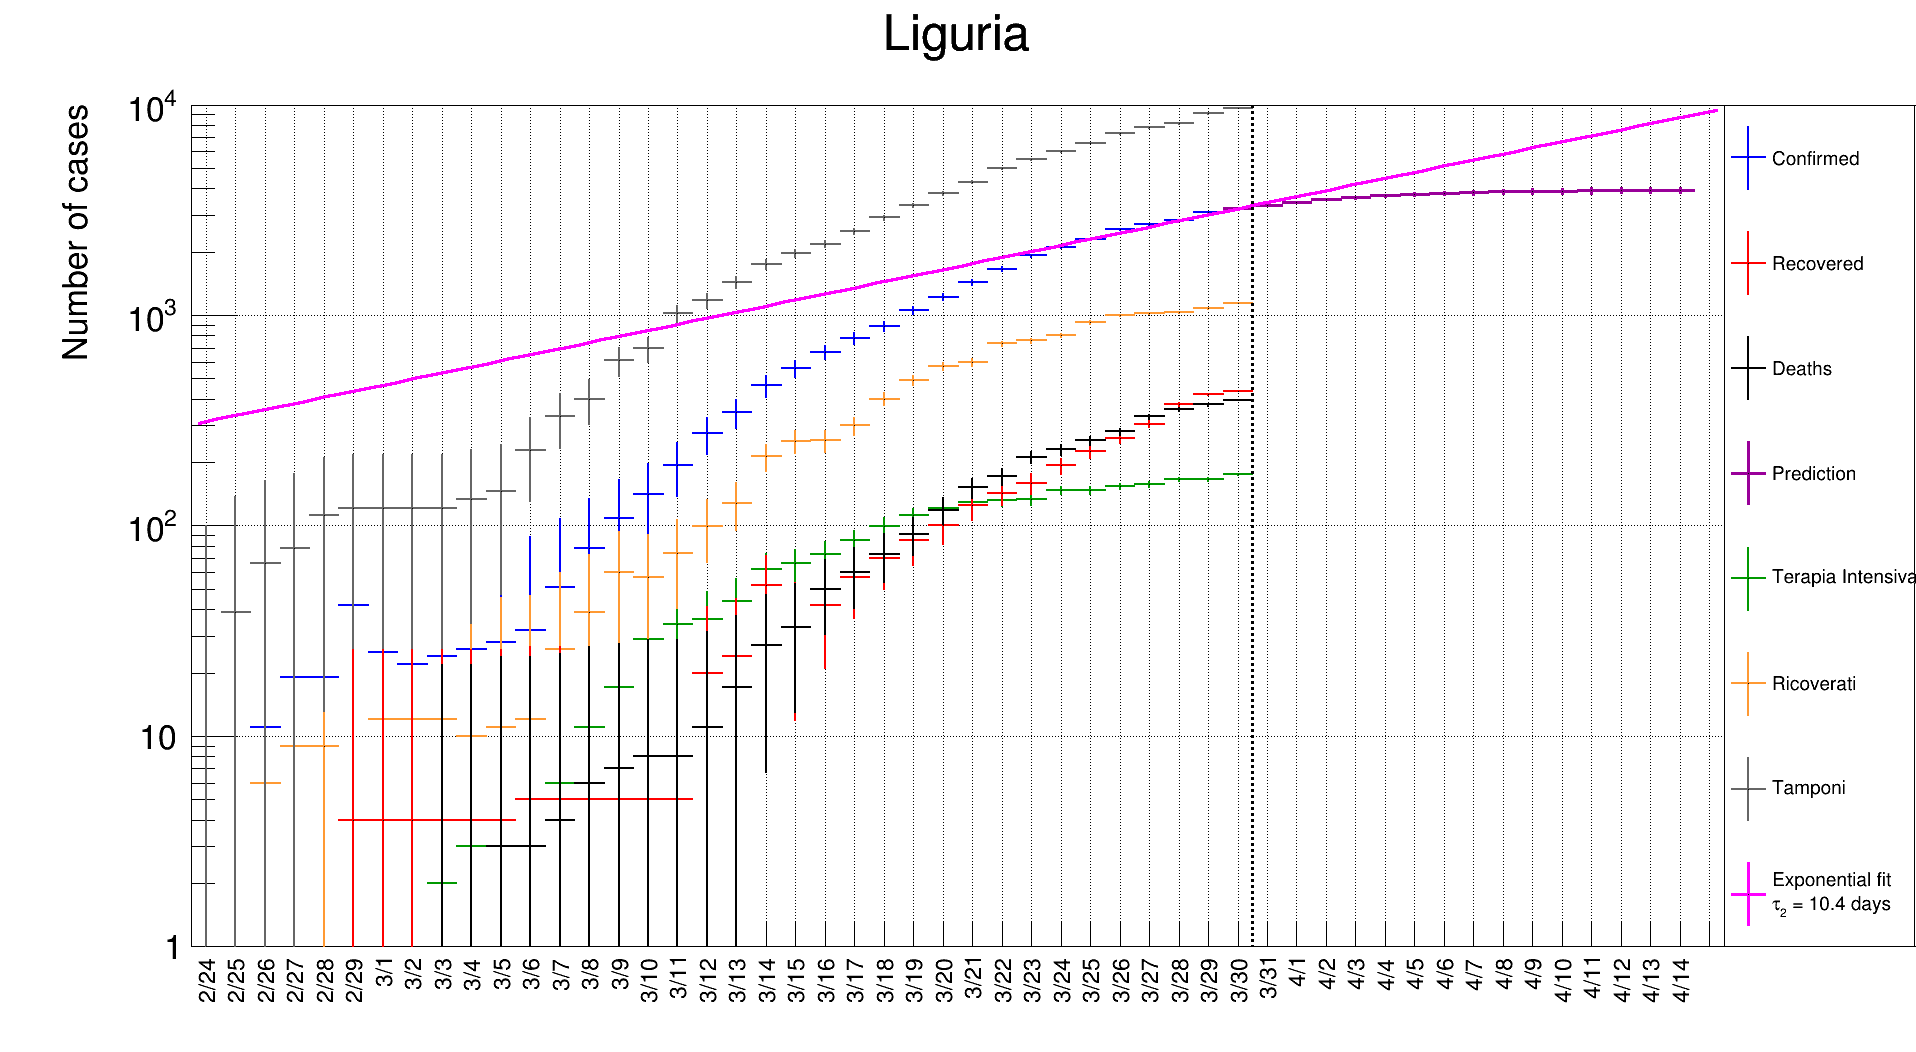 Liguria
Number of cases
10^4
10^3
10^2
10
1
2/24 2/25 2/26 2/27 2/28 2/29 3/1 3/2 3/3 3/4 3/5 3/6 3/7 3/8 3/9 3/10 3/11 3/12 3/13 3/14 3/15 3/16 3/17 3/18 3/19 3/20 3/21 3/22 3/23 3/24 3/25 3/26 3/27 3/28 3/29 3/30 3/31 4/1 4/2 4/3 4/4 4/5 4/6 4/7 4/8 4/9 4/10 4/11 4/12 4/13 4/14
Confirmed
Recovered
Deaths
Prediction
Terapia Intensiva
Ricoverati
Tamponi
Exponential fit
τ₂ = 10.4 days